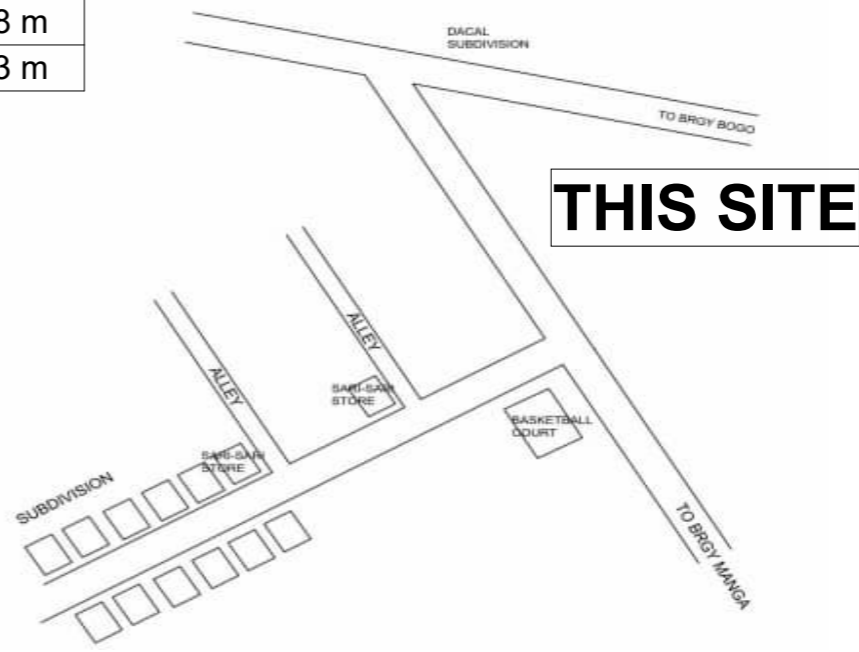 8 m
3 m
DACAL
SUBDIVISION
TO BRGY BOGO
THIS SITE
ALLEY
ALLEY
SARI-SARI
STORE
BASKETBALL
COURT
SARI-SARI
STORE
SUBDIVISION
TO BRGY MANGA